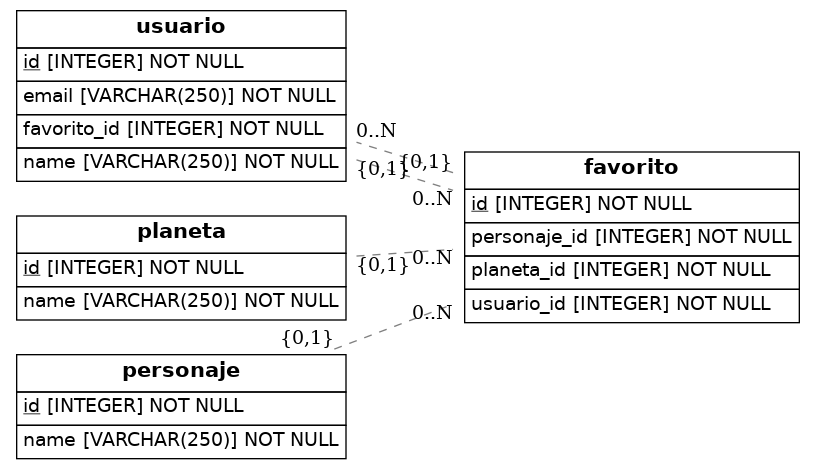 usuario
id [INTEGER] NOT NULL
email [VARCHAR(250)] NOT NULL
favorito_id [INTEGER] NOT NULL
name [VARCHAR(250)] NOT NULL
0..N
{0,1}
{0,1}
0..N
favorito
id [INTEGER] NOT NULL
personaje_id [INTEGER] NOT NULL
planeta_id [INTEGER] NOT NULL
usuario_id [INTEGER] NOT NULL
planeta
id [INTEGER] NOT NULL
name [VARCHAR(250)] NOT NULL
{0,1}
0..N
0..N
{0,1}
personaje
id [INTEGER] NOT NULL
name [VARCHAR(250)] NOT NULL